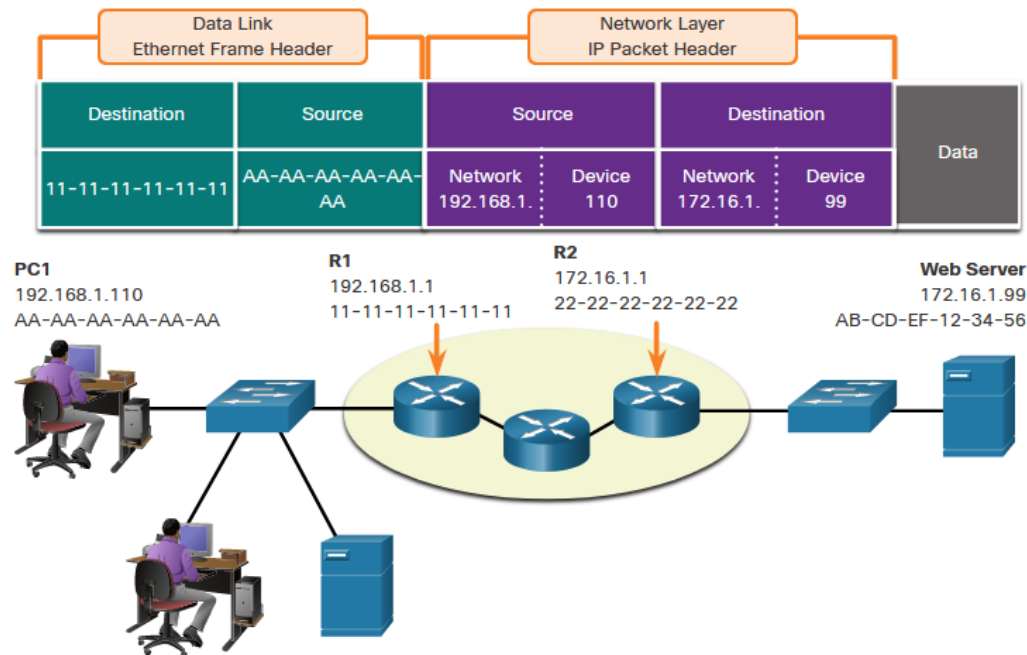 Data Link
Ethernet Frame Header
Network Layer
IP Packet Header
Destination
Source
Source
Destination
Data
11-11-11-11-11-11
AA-AA-AA-AA-AA-
AA
Network
192.168.1.
Device
110
Network
172.16.1.
Device
99
PC1
192.168.1.110
AA-AA-AA-AA-AA-AA
R1
192.168.1.1
11-11-11-11-11-11
R2
172.16.1.1
22-22-22-22-22-22
Web Server
172.16.1.99
AB-CD-EF-12-34-56